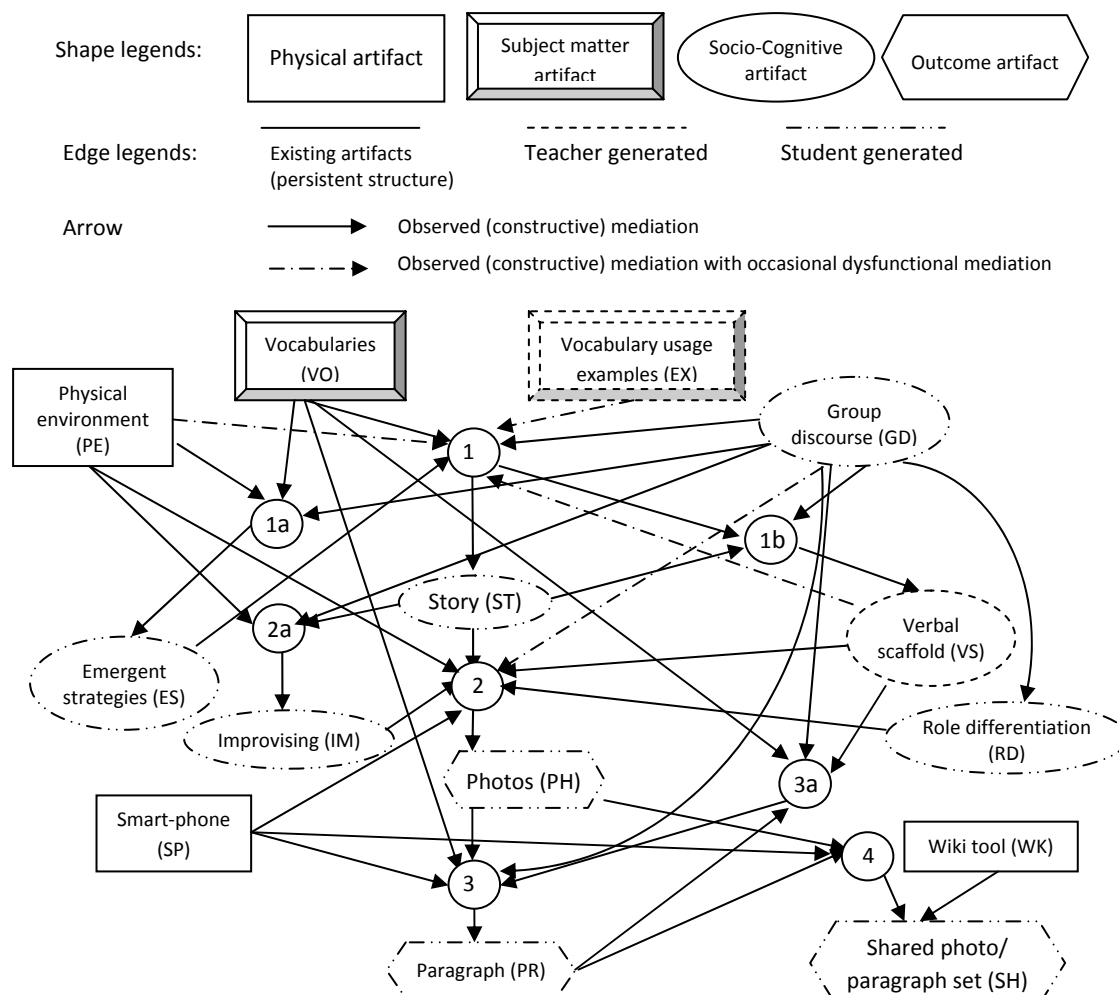 Shape legends:
Physical artifact
Subject matter
artifact
Socio-Cognitive
artifact
Outcome artifact
Edge legends:
Existing artifacts
(persistent structure)
Teacher generated
Student generated
Arrow
Observed (constructive) mediation
Observed (constructive) mediation with occasional dysfunctional mediation
Vocabularies
(VO)
Vocabulary usage
examples (EX)
Physical
environment
(PE)
Group
discourse (GD)
1
1a
1b
Story (ST)
2a
Verbal
scaffold (VS)
Emergent
strategies (ES)
2
Improvising (IM)
Role differentiation
(RD)
Photos (PH)
3a
Smart-phone
(SP)
4
Wiki tool (WK)
3
Paragraph (PR)
Shared photo/
paragraph set (SH)